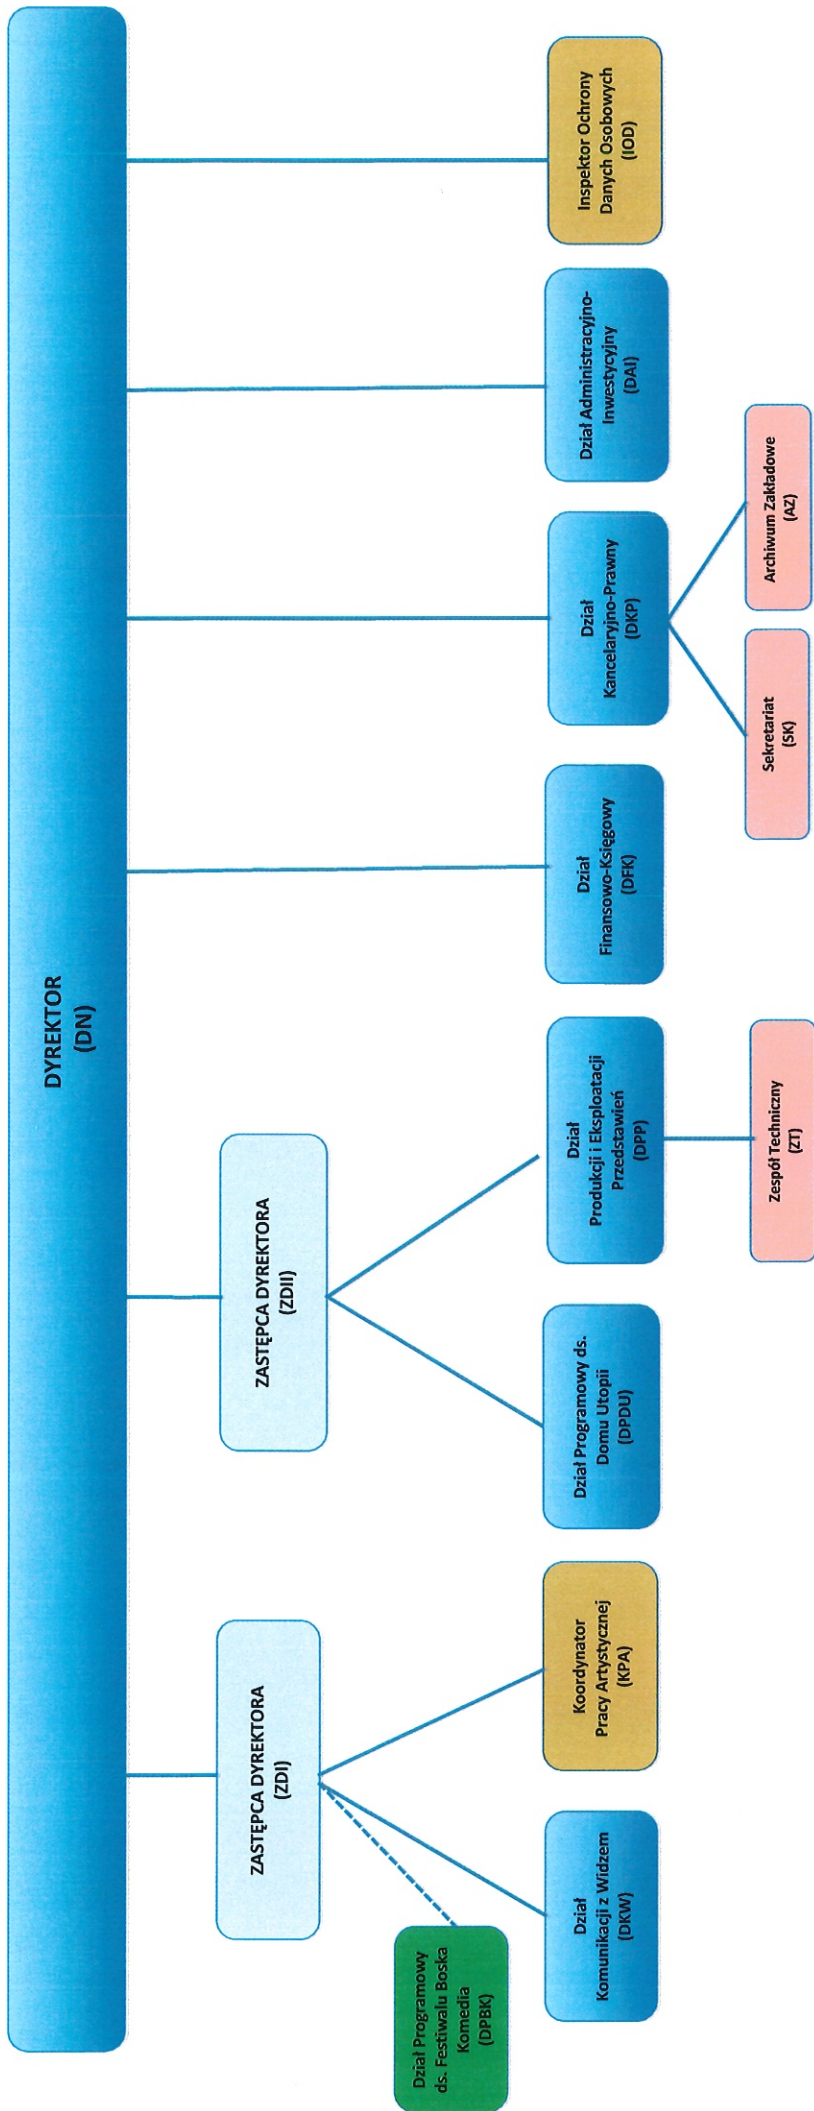 DYREKTOR
(DN)
ZASTĘPCA DYREKTORA
(ZDI)
ZASTĘPCA DYREKTORA
(ZDII)
Dział Programowy
ds. Festiwalu Boska
Komedia
(DPBK)
Dział
Komunikacji z Widzem
(DKW)
Koordynator
Pracy Artystycznej
(KPA)
Dział Programowy ds.
Domu Utopii
(DPDU)
Dział
Produkcji i Eksploatacji
Przedstawień
(DPP)
Dział
Finansowo-Księgowy
(DFK)
Dział
Kancelaryjno-Prawny
(DKP)
Dział Administracyjno-
Inwestycyjny
(DAI)
Inspektor Ochrony
Danych Osobowych
(IOD)
Zespół Techniczny
(ZT)
Sekretariat
(SK)
Archiwum Zakładowe
(AZ)